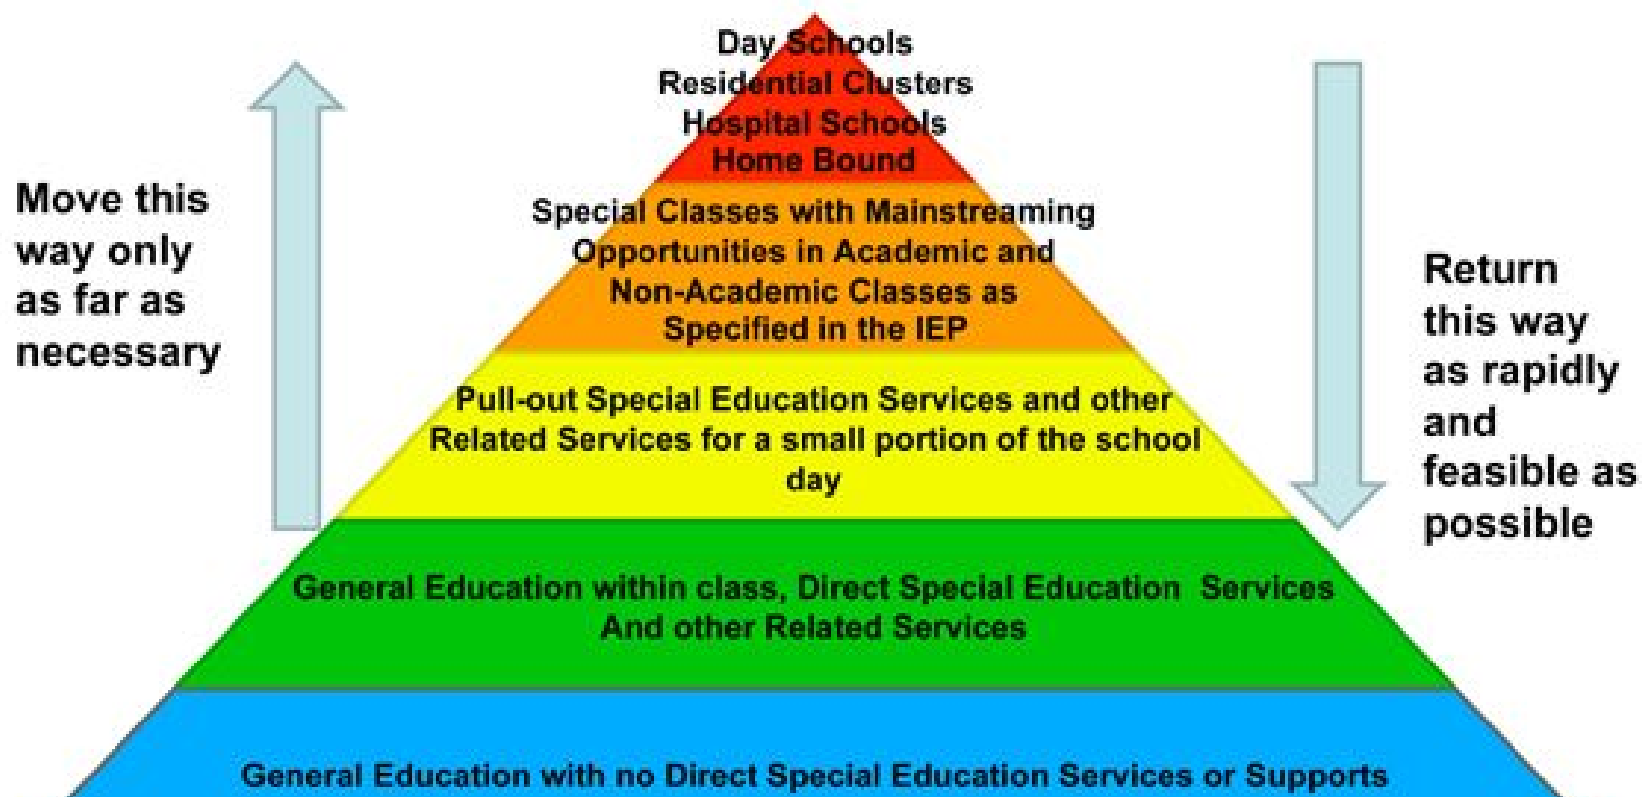 Day Schools
Residential Clusters
Hospital Schools
Home Bound
Move this
way only
as far as
necessary
Special Classes with Mainstreaming
Opportunities in Academic and
Non-Academic Classes as
Specified in the IEP
Return
this way
as rapidly
and
feasible as
possible
Pull-out Special Education Services and other
Related Services for a small portion of the school
day
General Education within class, Direct Special Education  Services
And other Related Services
General Education with no Direct Special Education Services or Supports